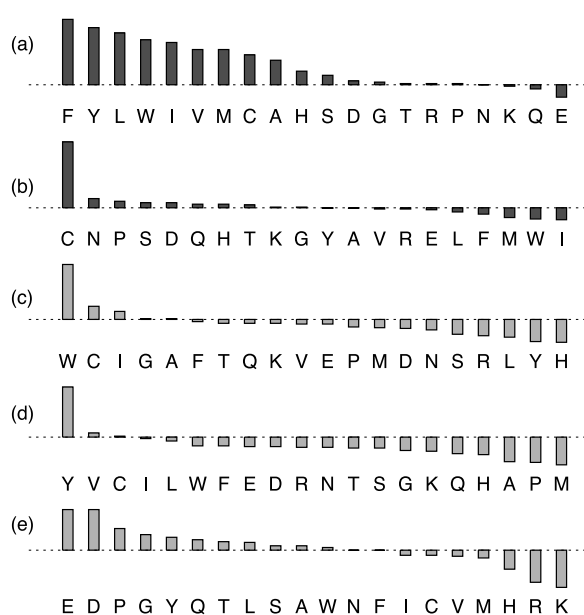 (a)
F Y L W I V M C A H S D G T R P N K Q E
(b)
C N P S D Q H T K G Y A V R E L F M W I
(c)
W C I G A F T Q K V E P M D N S R L Y H
(d)
Y V C I L W F E D R N T S G K Q H A P M
(e)
E D P G Y Q T L S A W N F I C V M H R K